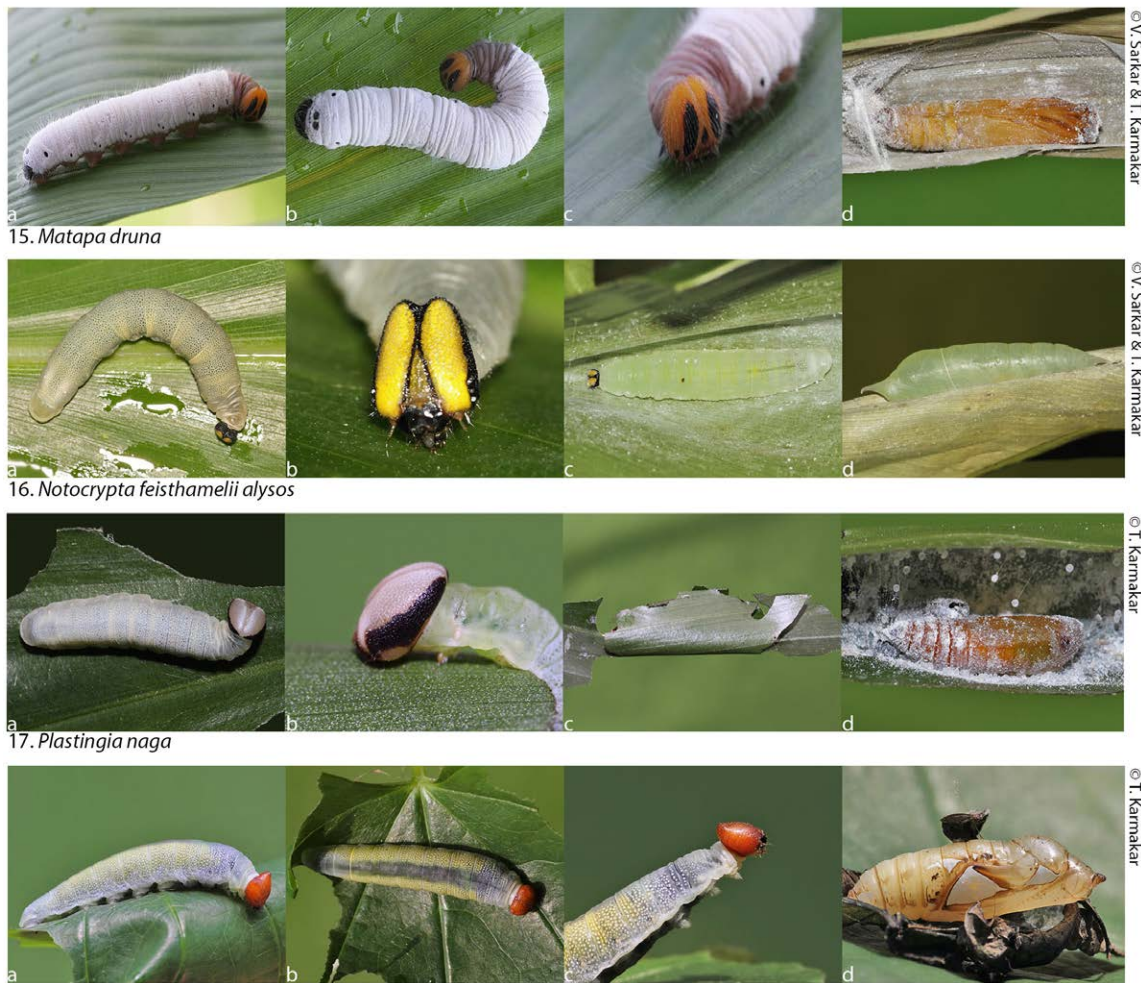 a b c d
© V. Sarkar & T. Karmakar
15. Matapa druna
a b c d
© V. Sarkar & T. Karmakar
16. Notocrypta feisthamelii alysos
a b c d
© T. Karmakar
17. Plastingia naga
a b c d
© T. Karmakar